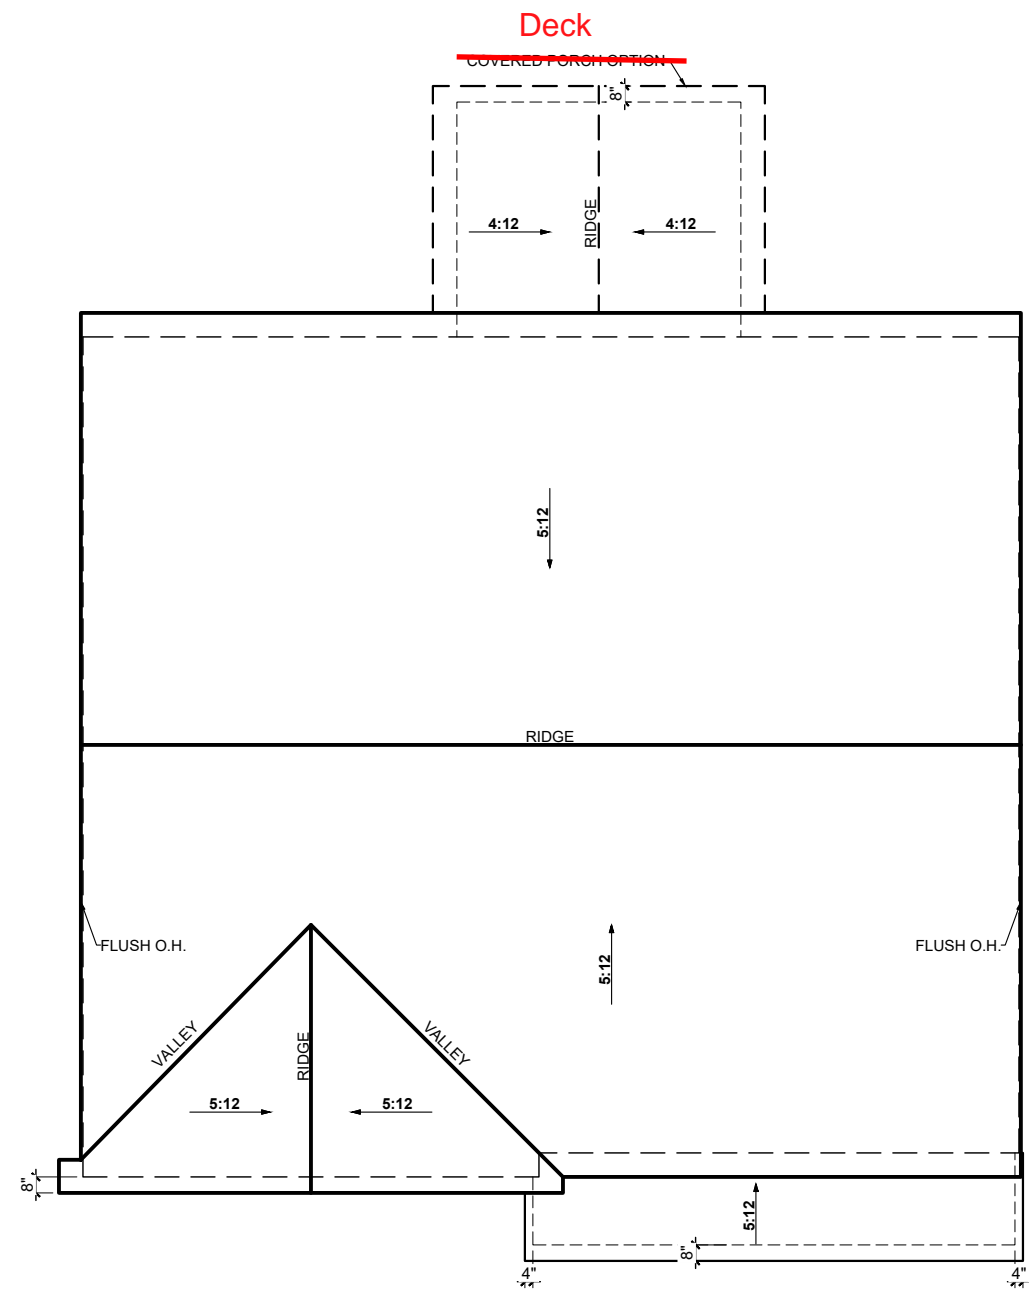 Deck
COVERED PORCH OPTION
8"
4:12
RIDGE
4:12
5:12
RIDGE
FLUSH O.H.
FLUSH O.H.
5:12
VALLEY
RIDGE
VALLEY
5:12
5:12
8"
5:12
8"
4"
4"